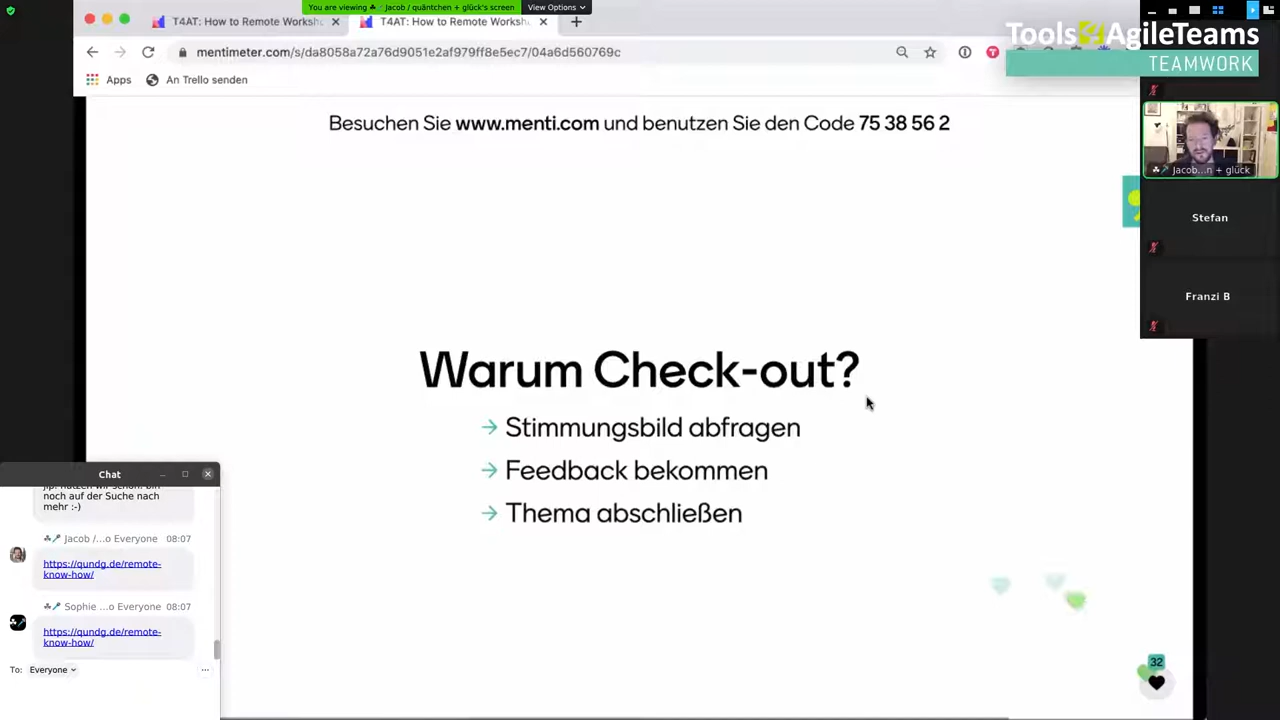 You are viewing Jacob / quäntchen + glück's screen
View Options
T4AT: How to Remote Worksh
T4AT: How to Remote Worksh
mentimeter.com/s/da8058a72a76d9051e2af979ff8e5ec7/04a6d560769c
Apps
An Trello senden
Tools4AgileTeams
TEAMWORK
Besuchen Sie www.menti.com und benutzen Sie den Code 75 38 56 2
Jacob...n + glück
Stefan
Franzi B
Warum Check-out?
→ Stimmungsbild abfragen
→ Feedback bekommen
→ Thema abschließen
32
Chat
noch auf der Suche nach
mehr :-)
Jacob /...o Everyone 08:07
https://qundg.de/remote-
know-how/
Sophie ...o Everyone 08:07
https://qundg.de/remote-
know-how/
To: Everyone